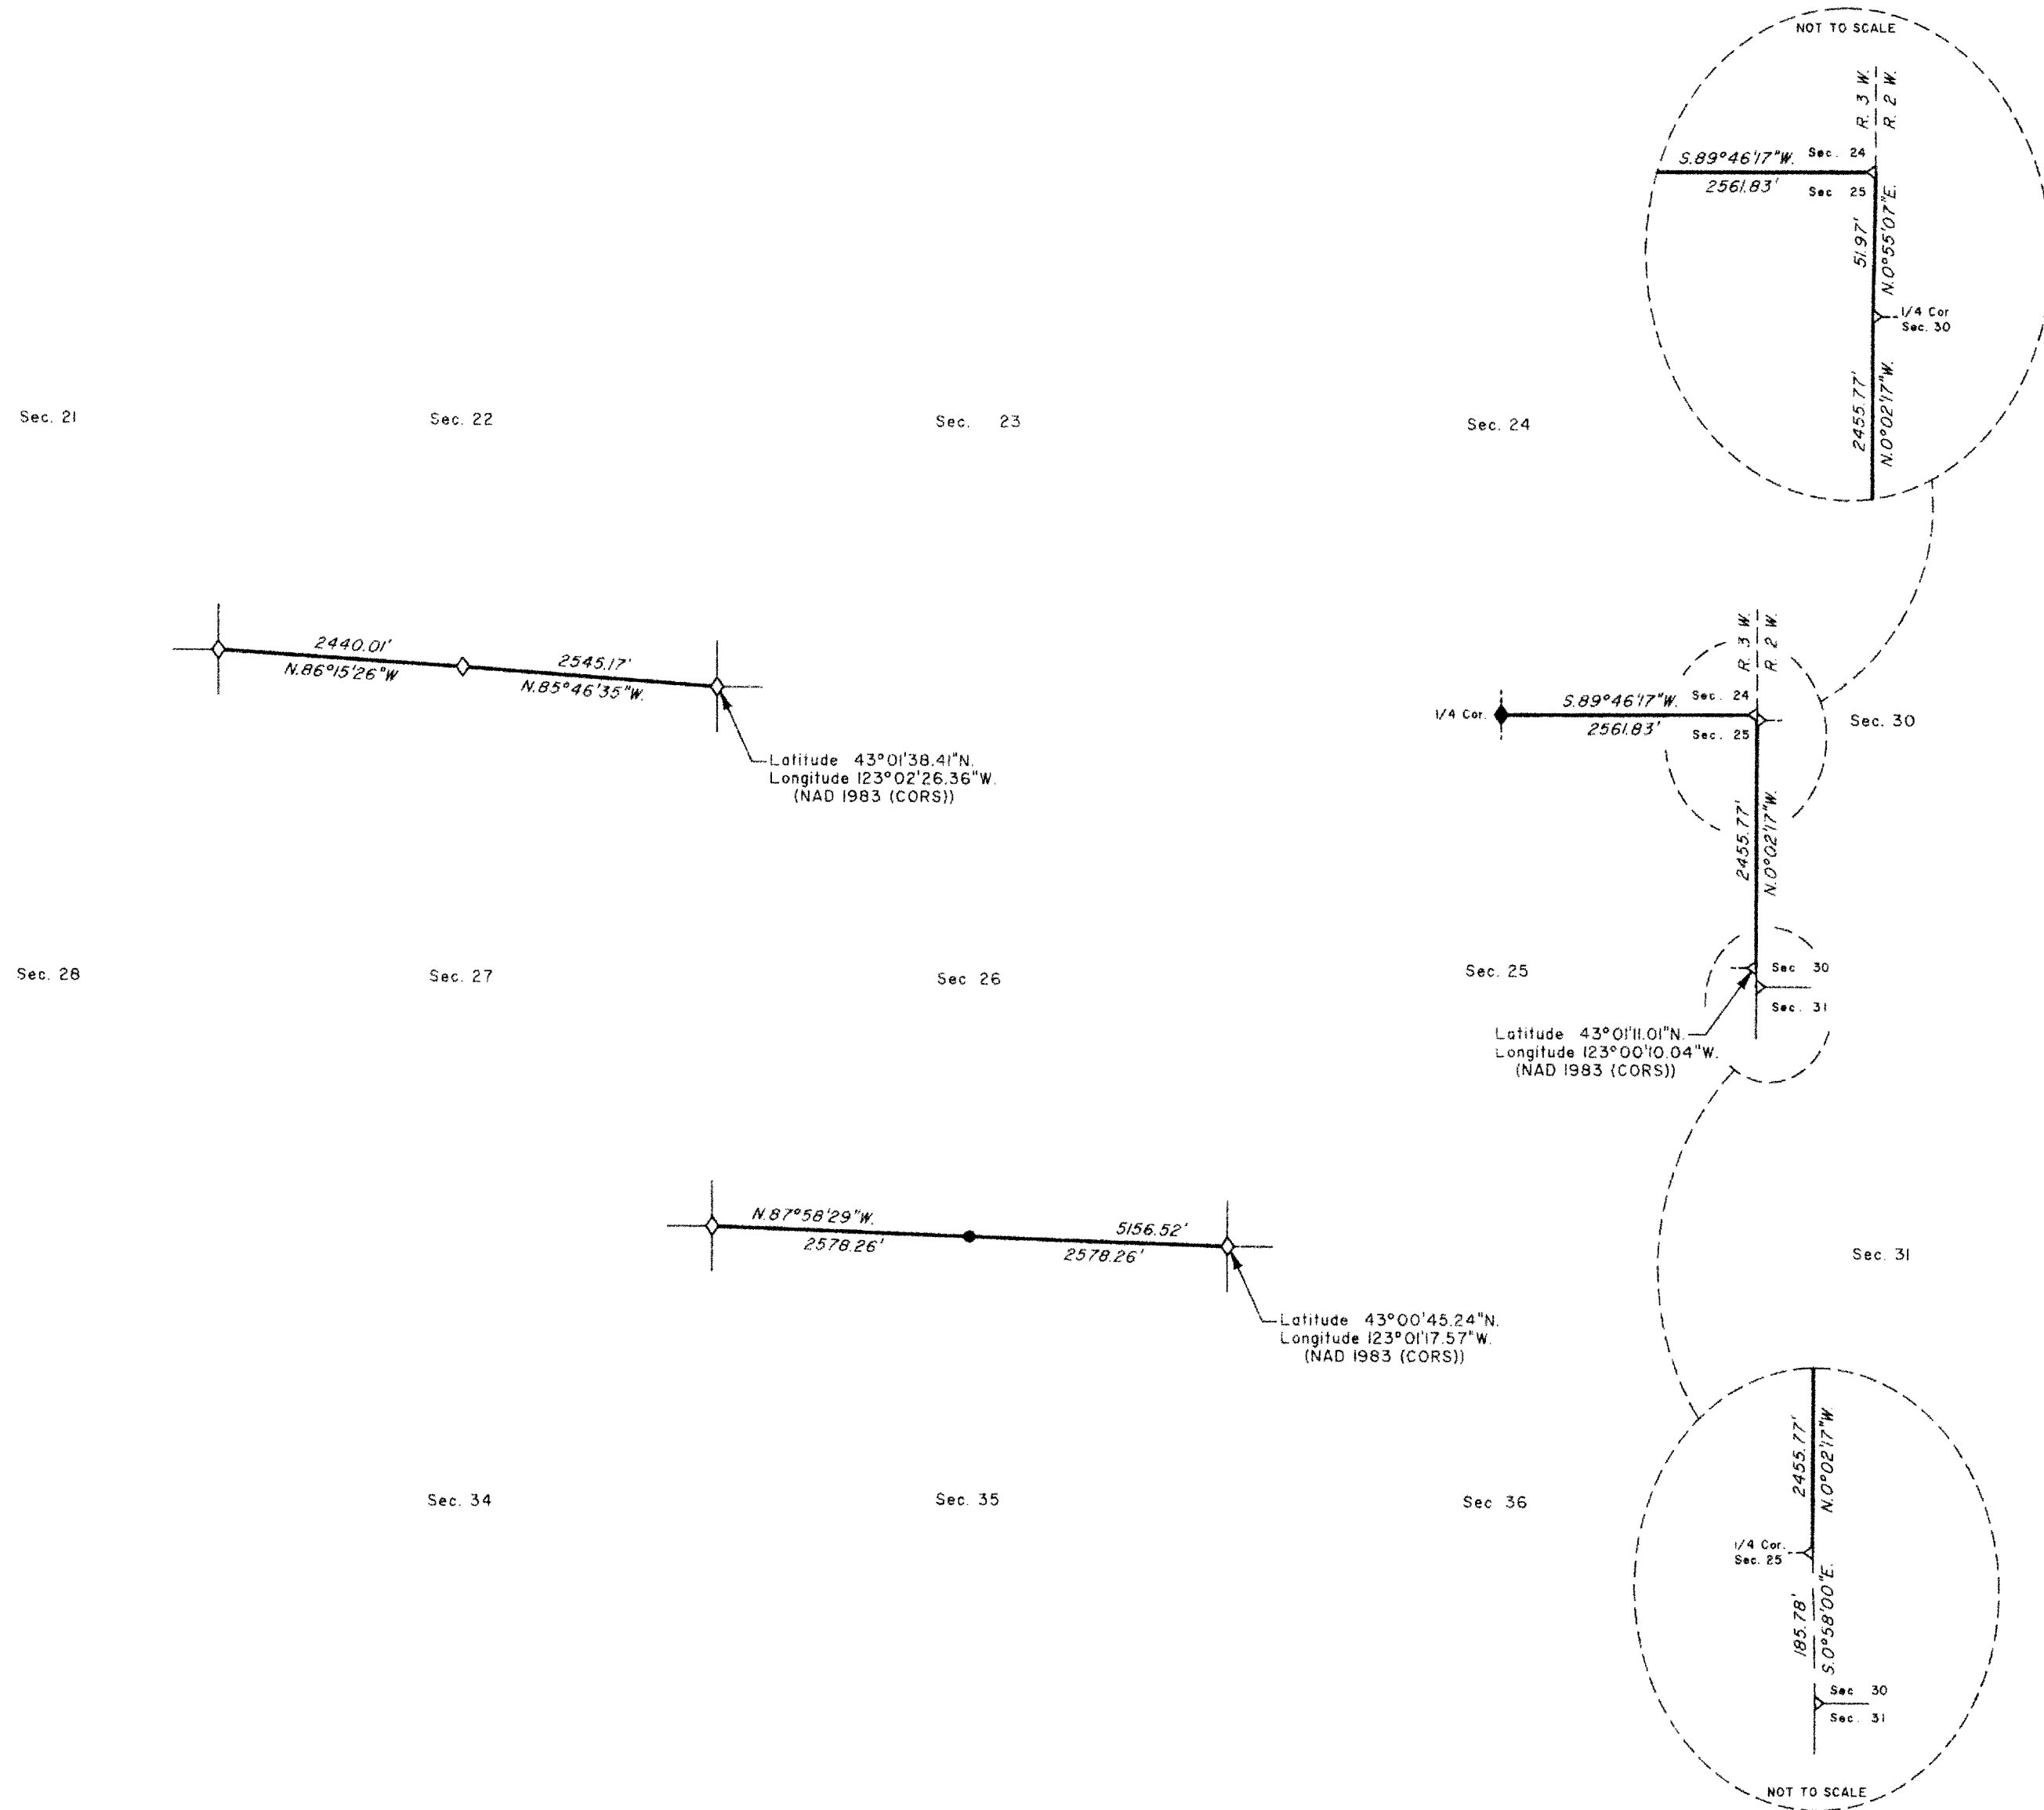 NOT TO SCALE
R. 3 W.
R. 2 W.
S.89°46'17"W.
Sec. 24
2561.83'
Sec 25
51.97'
N.0°55'07"E.
1/4 Cor
Sec. 30
2455.77'
N.0°02'17"W.
Sec. 21
Sec. 22
Sec. 23
Sec. 24
2440.01'
N.86°15'26"W
2545.17'
N.85°46'35"W.
Latitude 43°01'38.41"N.
Longitude 123°02'26.36"W.
(NAD 1983 (CORS))
R. 3 W.
R. 2 W.
1/4 Cor.
S.89°46'17"W.
Sec. 24
2561.83'
Sec. 25
Sec. 30
2455.77'
N.0°02'17"W.
Sec. 28
Sec. 27
Sec 26
Sec. 25
Sec 30
Sec. 31
Latitude 43°01'11.01"N.
Longitude 123°00'10.04"W.
(NAD 1983 (CORS))
N.87°58'29"W.
2578.26'
5156.52'
2578.26'
Sec. 31
Latitude 43°00'45.24"N.
Longitude 123°01'17.57"W.
(NAD 1983 (CORS))
Sec. 34
Sec. 35
Sec 36
2455.77'
N.0°02'17"W.
1/4 Cor.
Sec. 25
185.78'
S.0°58'00"E.
Sec 30
Sec. 31
NOT TO SCALE